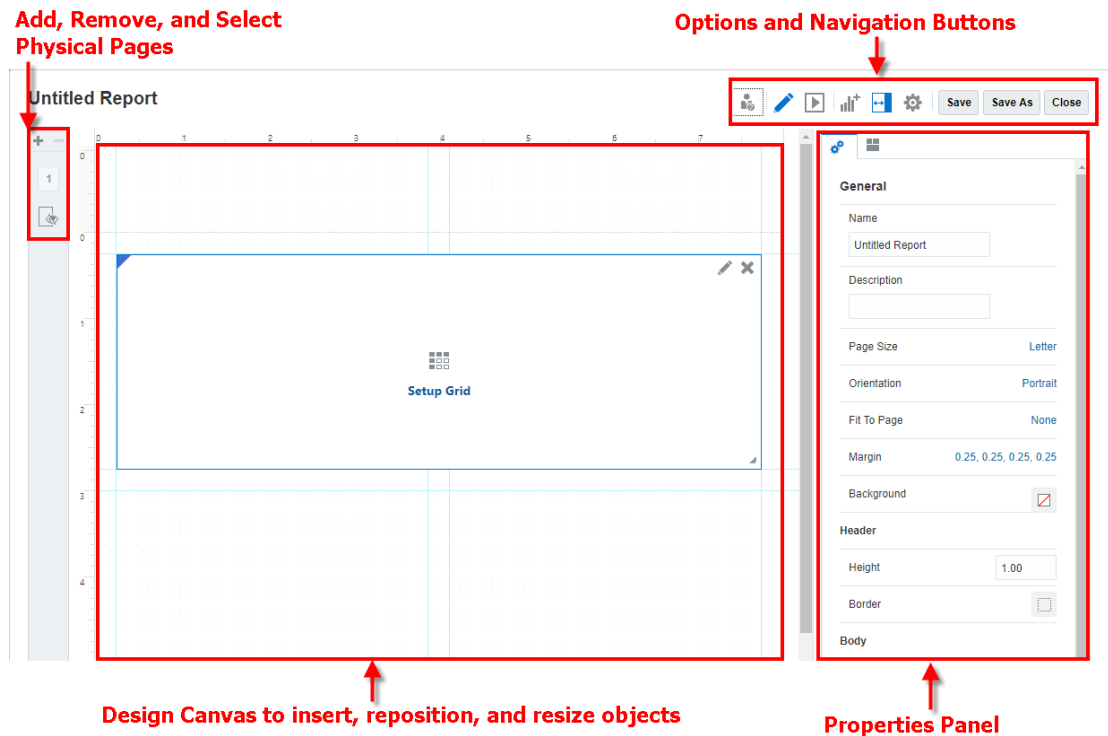 Add, Remove, and Select
Physical Pages
Options and Navigation Buttons
Untitled Report
Save
Save As
Close
0
1
2
3
4
5
6
7
0
0
1
2
3
4
1
Setup Grid
General
Name
Untitled Report
Description
Page Size Letter
Orientation Portrait
Fit To Page None
Margin 0.25, 0.25, 0.25, 0.25
Background
Header
Height 1.00
Border
Body
Design Canvas to insert, reposition, and resize objects
Properties Panel